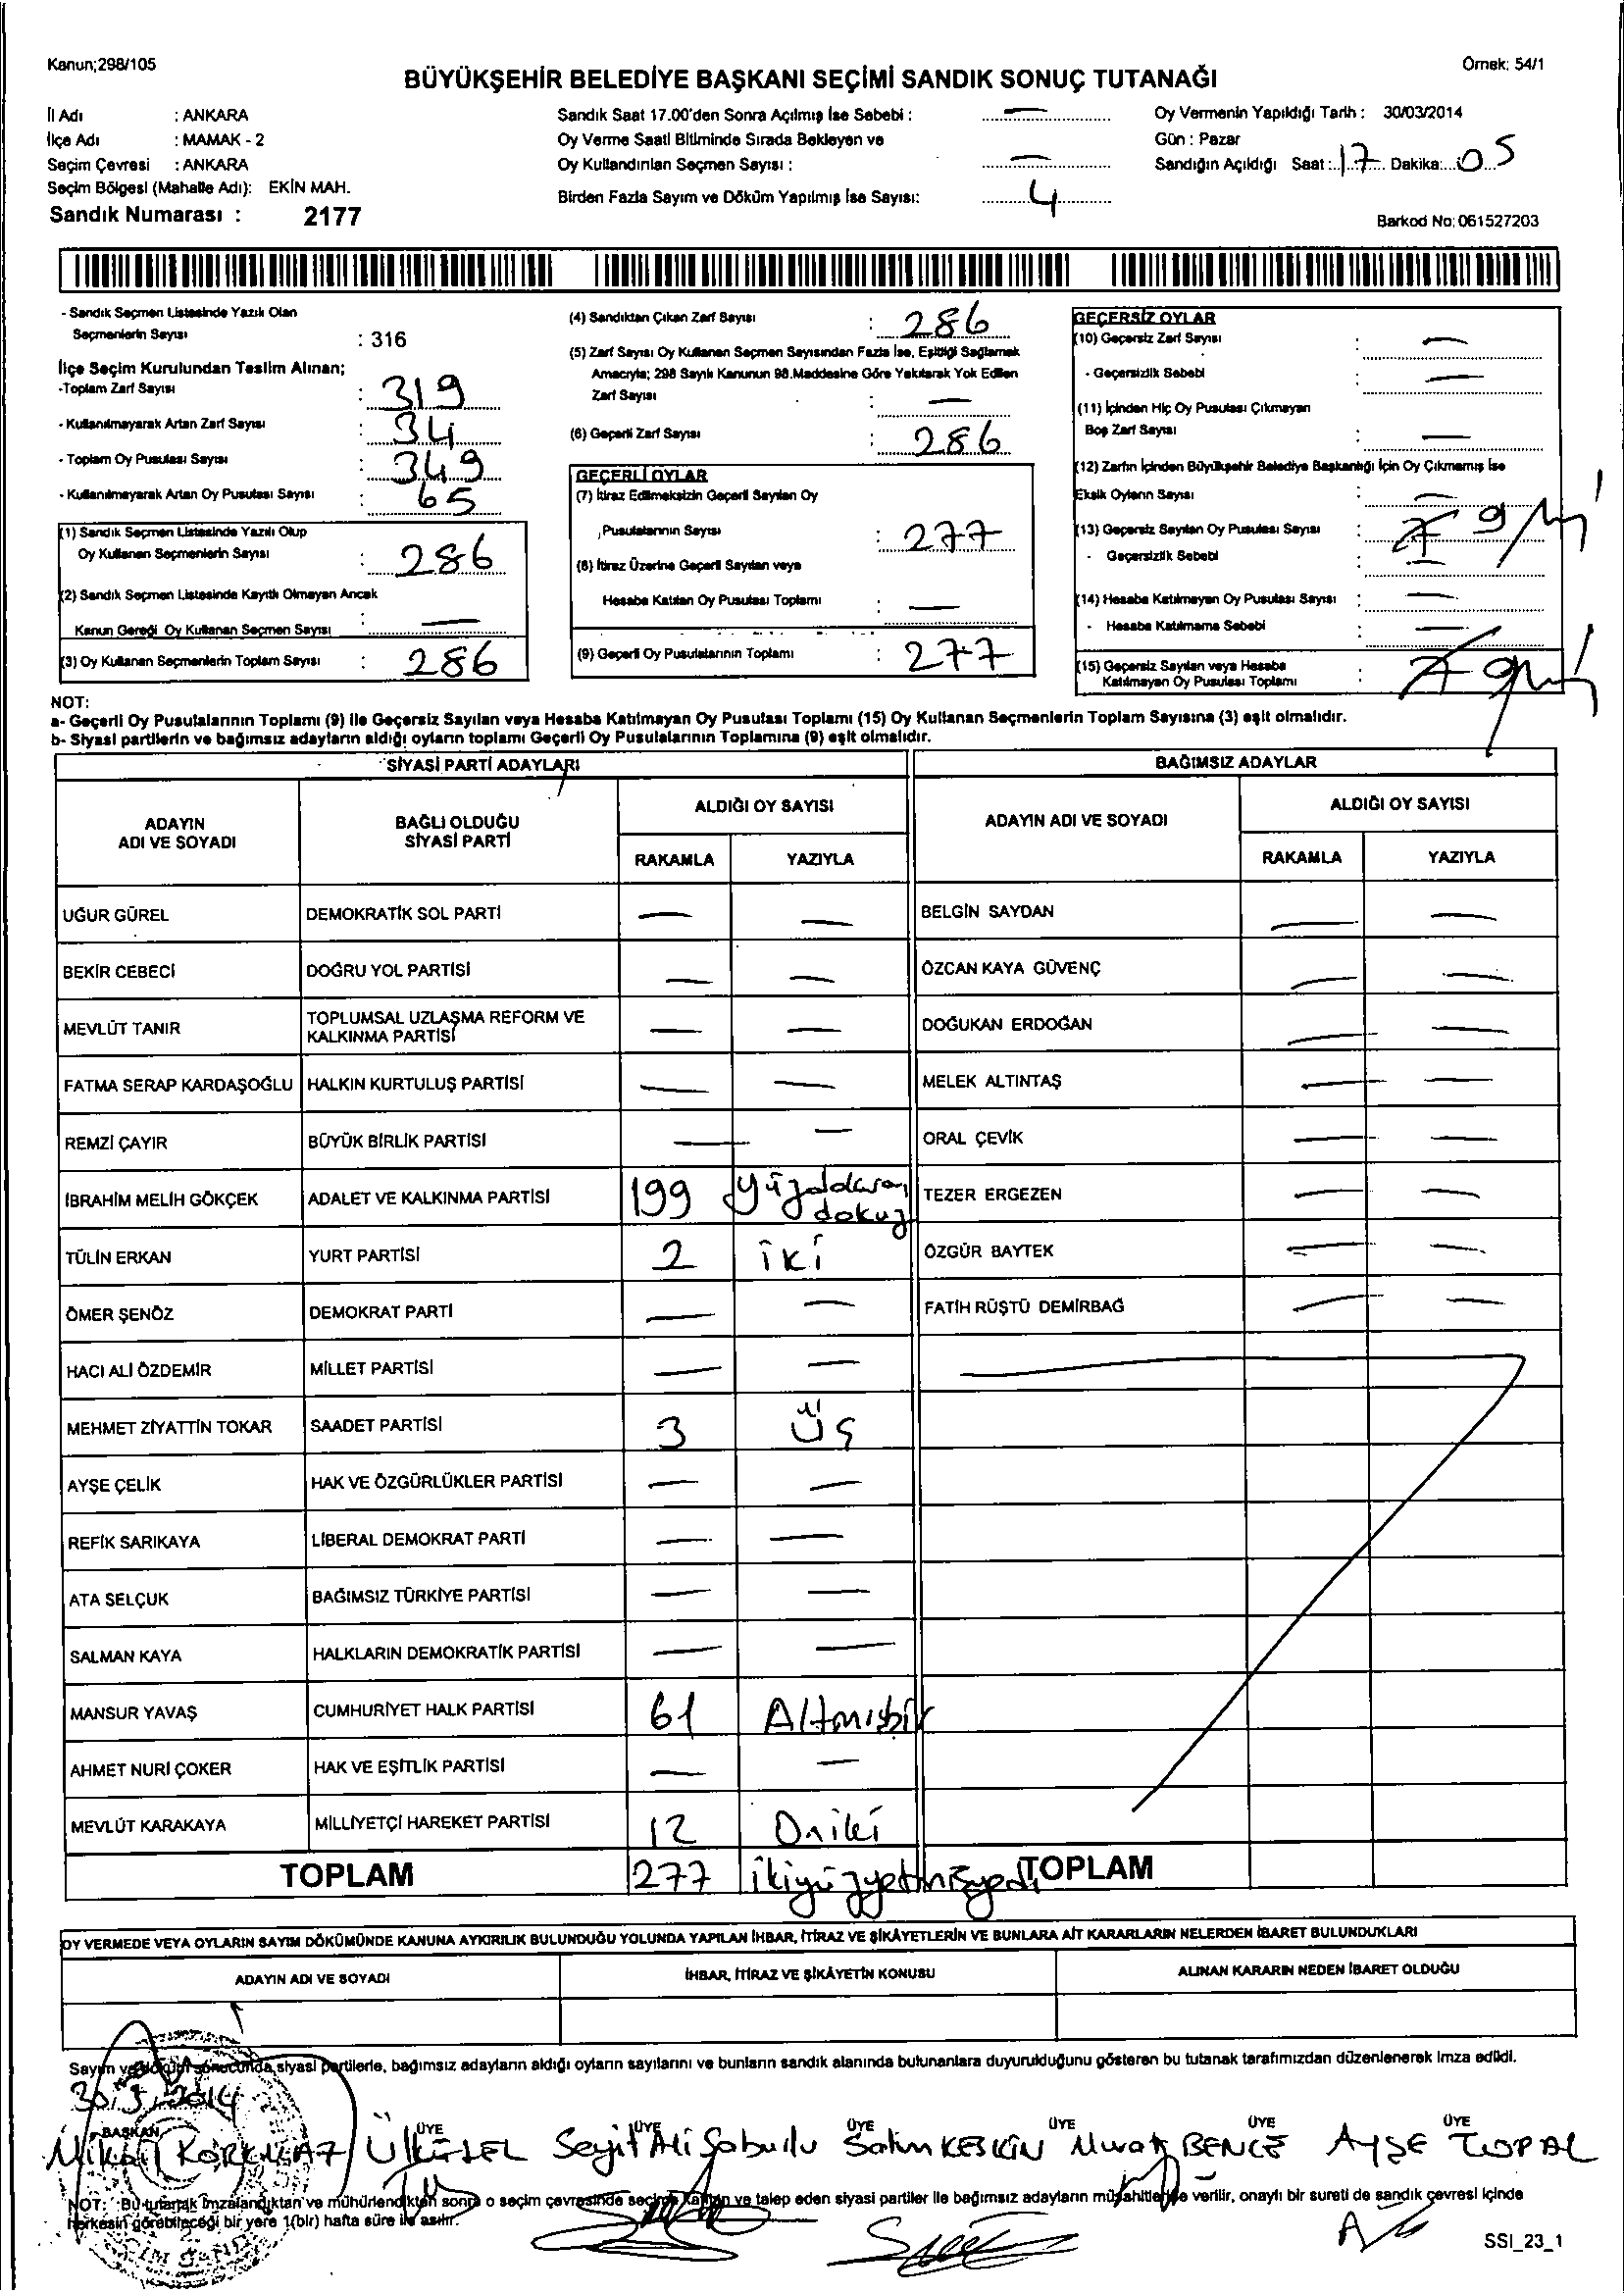 Kanun;298/105
Örnek: 54/1
BÜYÜKŞEHİR BELEDİYE BAŞKANI SEÇİMİ SANDIK SONUÇ TUTANAĞI
İl Adı : ANKARA
İlçe Adı : MAMAK - 2
Seçim Çevresi : ANKARA
Seçim Bölgesi (Mahalle Adı): EKİN MAH.
Sandık Numarası : 2177
Sandık Saat 17.00'den Sonra Açılmış İse Sebebi : —
Oy Verme Saati Bitiminde Sırada Bekleyen ve
Oy Kullandırılan Seçmen Sayısı : —
Birden Fazla Sayım ve Döküm Yapılmış İse Sayısı: 4
Oy Vermenin Yapıldığı Tarih : 30/03/2014
Gün : Pazar
Sandığın Açıldığı Saat : 17 Dakika: 05
Barkod No: 061527203
- Sandık Seçmen Listesinde Yazılı Olan
Seçmenlerin Sayısı : 316
İlçe Seçim Kurulundan Teslim Alınan;
-Toplam Zarf Sayısı : 319
- Kullanılmayarak Artan Zarf Sayısı : 34
- Toplam Oy Pusulası Sayısı : 349
- Kullanılmayarak Artan Oy Pusulası Sayısı : 65
(1) Sandık Seçmen Listesinde Yazılı Olup
Oy Kullanan Seçmenlerin Sayısı : 286
(2) Sandık Seçmen Listesinde Kayıtlı Olmayan Ancak
Kanun Gereği Oy Kullanan Seçmen Sayısı : —
(3) Oy Kullanan Seçmenlerin Toplam Sayısı : 286
(4) Sandıktan Çıkan Zarf Sayısı : 286
(5) Zarf Sayısı Oy Kullanan Seçmen Sayısından Fazla İse, Eşitliği Sağlamak
Amacıyla; 298 Sayılı Kanunun 98.Maddesine Göre Yakılarak Yok Edilen
Zarf Sayısı : —
(6) Geçerli Zarf Sayısı : 286
GEÇERLİ OYLAR
(7) İtiraz Edilmeksizin Geçerli Sayılan Oy
Pusulalarının Sayısı : 277
(8) İtiraz Üzerine Geçerli Sayılan veya
Hesaba Katılan Oy Pusulası Toplamı : —
(9) Geçerli Oy Pusulalarının Toplamı : 277
GEÇERSİZ OYLAR
(10) Geçersiz Zarf Sayısı : —
- Geçersizlik Sebebi : —
(11) İçinden Hiç Oy Pusulası Çıkmayan
Boş Zarf Sayısı : —
(12) Zarfın İçinden Büyükşehir Belediye Başkanlığı İçin Oy Çıkmamış İse
Eksik Oyların Sayısı : —
(13) Geçersiz Sayılan Oy Pusulası Sayısı : 7 9
- Geçersizlik Sebebi : —
(14) Hesaba Katılmayan Oy Pusulası Sayısı : —
- Hesaba Katılmama Sebebi : —
(15) Geçersiz Sayılan veya Hesaba
Katılmayan Oy Pusulası Toplamı : 7 9
NOT:
a- Geçerli Oy Pusulalarının Toplamı (9) ile Geçersiz Sayılan veya Hesaba Katılmayan Oy Pusulası Toplamı (15) Oy Kullanan Seçmenlerin Toplam Sayısına (3) eşit olmalıdır.
b- Siyasi partilerin ve bağımsız adayların aldığı oyların toplamı Geçerli Oy Pusulalarının Toplamına (9) eşit olmalıdır.
SİYASİ PARTİ ADAYLARI
ADAYIN ADI VE SOYADI
BAĞLI OLDUĞU SİYASİ PARTİ
ALDIĞI OY SAYISI
RAKAMLA YAZIYLA
UĞUR GÜREL DEMOKRATİK SOL PARTİ — —
BEKİR CEBECİ DOĞRU YOL PARTİSİ — —
MEVLÜT TANIR TOPLUMSAL UZLAŞMA REFORM VE KALKINMA PARTİSİ — —
FATMA SERAP KARDAŞOĞLU HALKIN KURTULUŞ PARTİSİ — —
REMZİ ÇAYIR BÜYÜK BİRLİK PARTİSİ — —
İBRAHİM MELİH GÖKÇEK ADALET VE KALKINMA PARTİSİ 199 yüzdoksan dokuz
TÜLİN ERKAN YURT PARTİSİ 2 iki
ÖMER ŞENÖZ DEMOKRAT PARTİ — —
HACI ALİ ÖZDEMİR MİLLET PARTİSİ — —
MEHMET ZİYATTİN TOKAR SAADET PARTİSİ 3 üç
AYŞE ÇELİK HAK VE ÖZGÜRLÜKLER PARTİSİ — —
REFİK SARIKAYA LİBERAL DEMOKRAT PARTİ — —
ATA SELÇUK BAĞIMSIZ TÜRKİYE PARTİSİ — —
SALMAN KAYA HALKLARIN DEMOKRATİK PARTİSİ — —
MANSUR YAVAŞ CUMHURİYET HALK PARTİSİ 61 Altmışbir
AHMET NURİ ÇOKER HAK VE EŞİTLİK PARTİSİ — —
MEVLÜT KARAKAYA MİLLİYETÇİ HAREKET PARTİSİ 12 Oniki
TOPLAM 277 ikiyüzyetmişyedi
BAĞIMSIZ ADAYLAR
ADAYIN ADI VE SOYADI
ALDIĞI OY SAYISI
RAKAMLA YAZIYLA
BELGİN SAYDAN — —
ÖZCAN KAYA GÜVENÇ — —
DOĞUKAN ERDOĞAN — —
MELEK ALTINTAŞ — —
ORAL ÇEVİK — —
TEZER ERGEZEN — —
ÖZGÜR BAYTEK — —
FATİH RÜŞTÜ DEMİRBAĞ — —
TOPLAM
OY VERMEDE VEYA OYLARIN SAYIM DÖKÜMÜNDE KANUNA AYKIRILIK BULUNDUĞU YOLUNDA YAPILAN İHBAR, İTİRAZ VE ŞİKÂYETLERİN VE BUNLARA AİT KARARLARIN NELERDEN İBARET BULUNDUKLARI
ADAYIN ADI VE SOYADI
İHBAR, İTİRAZ VE ŞİKÂYETİN KONUSU
ALINAN KARARIN NEDEN İBARET OLDUĞU
Sayım ve döküm sonucunda siyasi partilerle, bağımsız adayların aldığı oyların sayılarını ve bunların sandık alanında bulunanlara duyurulduğunu gösteren bu tutanak tarafımızdan düzenlenerek imza edildi.
30.3.2014
BAŞKAN ÜYE ÜYE ÜYE ÜYE ÜYE ÜYE
KORKMAZ Seyit Ali Sabunlu Satın KESKİN Murat BENCE AYŞE TOPAL
NOT: Bu tutanak imzalandıktan ve mühürlendikten sonra o seçim çevresinde seçime katılan ve talep eden siyasi partiler ile bağımsız adayların müşahitlerine verilir, onaylı bir sureti de sandık çevresi içinde
herkesin görebileceği bir yere 1(bir) hafta süre ile asılır.
SSI_23_1